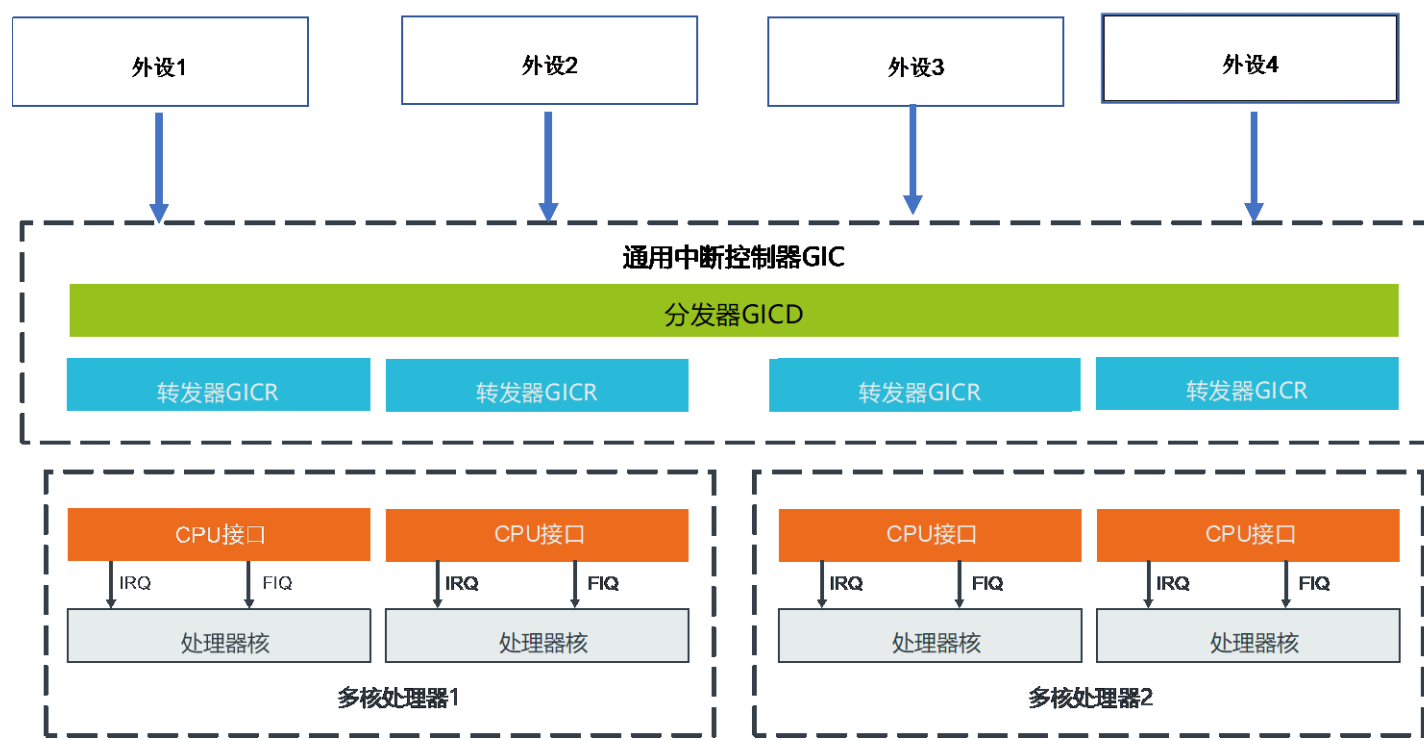 外设1
外设2
外设3
外设4
通用中断控制器GIC
分发器GICD
转发器GICR
转发器GICR
转发器GICR
转发器GICR
CPU接口
CPU接口
CPU接口
CPU接口
IRQ
FIQ
IRQ
FIQ
IRQ
FIQ
IRQ
FIQ
处理器核
处理器核
处理器核
处理器核
多核处理器1
多核处理器2